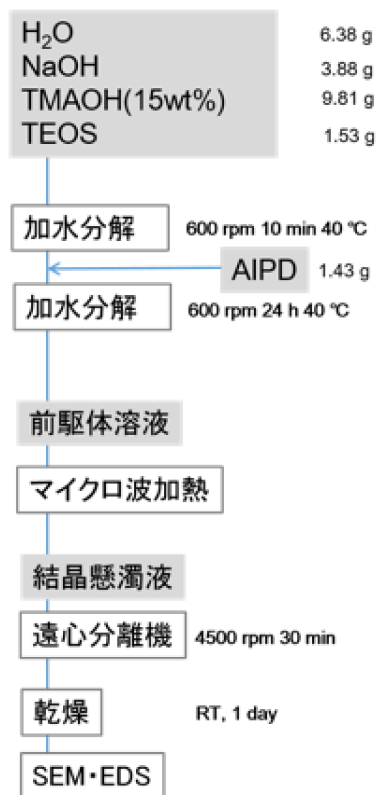 H₂O 6.38 g
NaOH 3.88 g
TMAOH(15wt%) 9.81 g
TEOS 1.53 g
加水分解 600 rpm 10 min 40 ℃
AIPD 1.43 g
加水分解 600 rpm 24 h 40 ℃
前駆体溶液
マイクロ波加熱
結晶懸濁液
遠心分離機 4500 rpm 30 min
乾燥 RT, 1 day
SEM・EDS